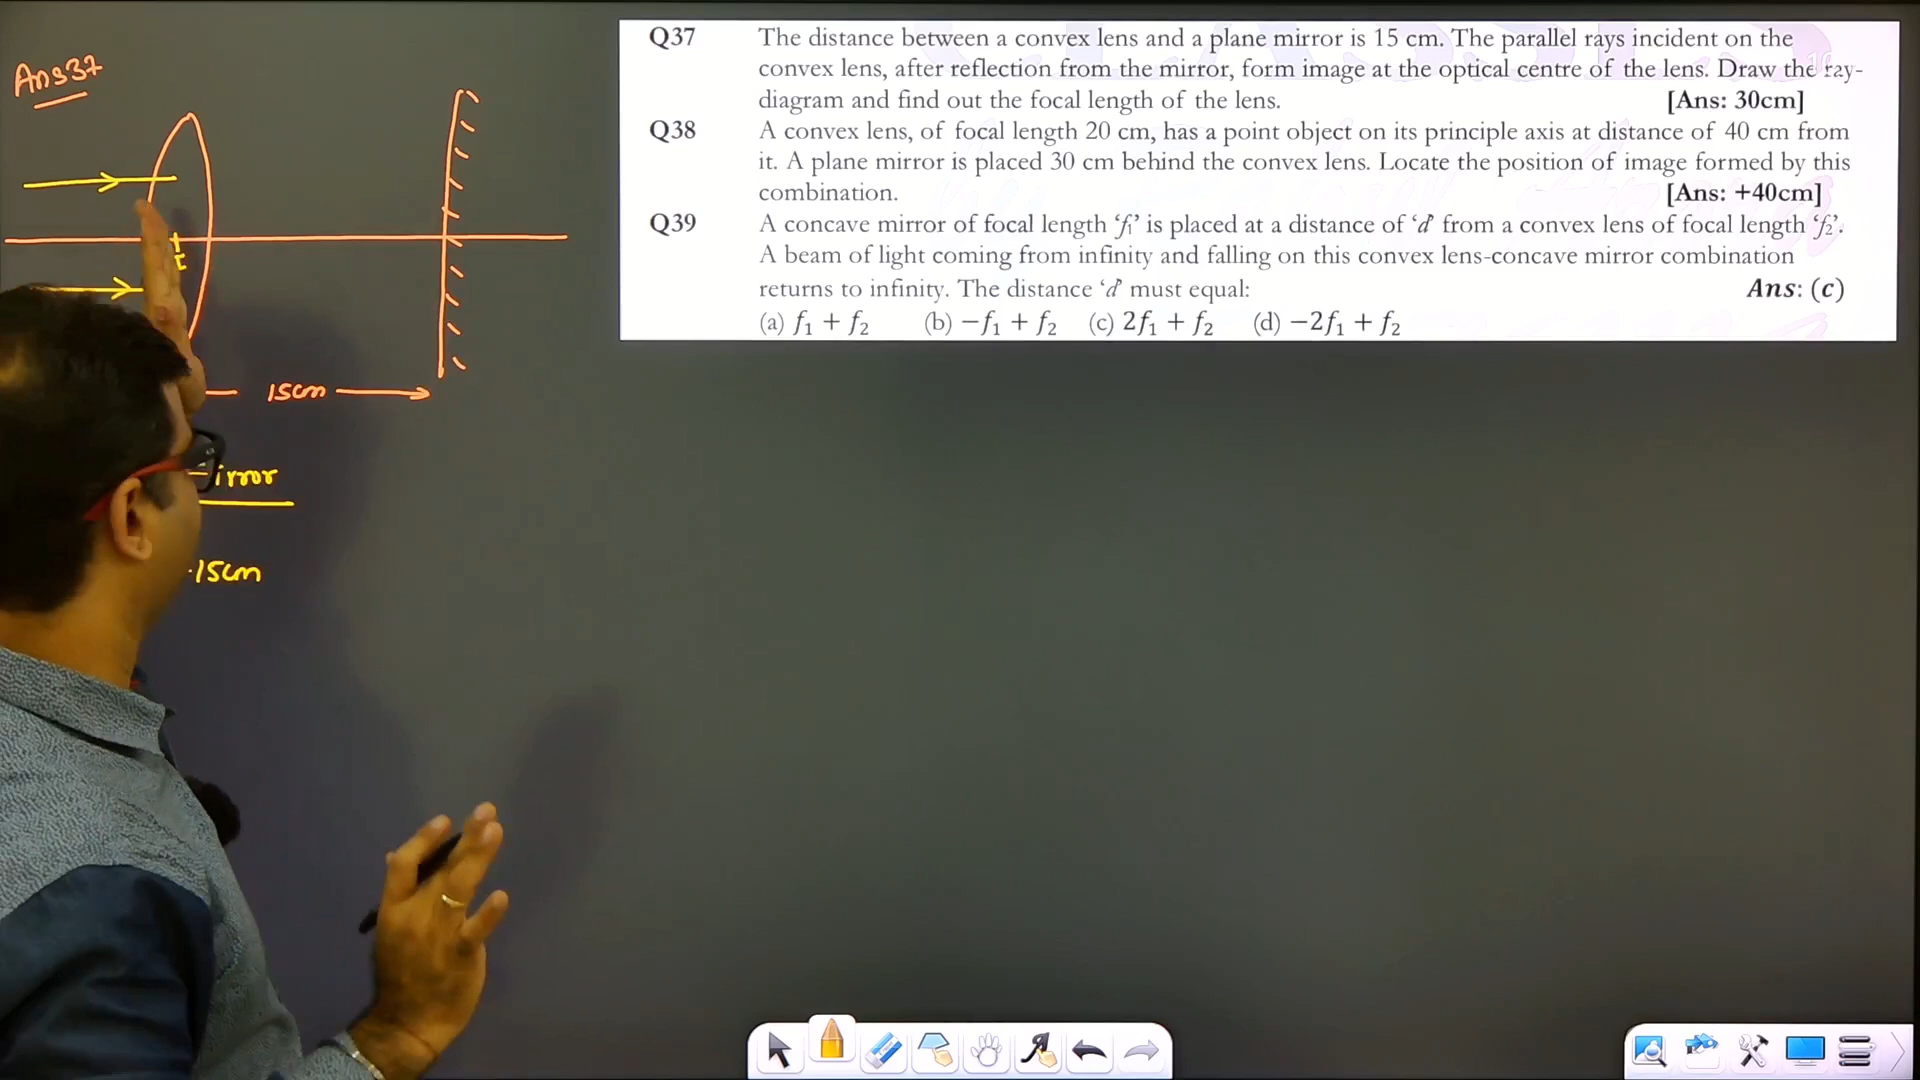 Ans 37
15cm
irror
15cm
Q37 The distance between a convex lens and a plane mirror is 15 cm. The parallel rays incident on the
convex lens, after reflection from the mirror, form image at the optical centre of the lens. Draw the ray-
diagram and find out the focal length of the lens. [Ans: 30cm]
Q38 A convex lens, of focal length 20 cm, has a point object on its principle axis at distance of 40 cm from
it. A plane mirror is placed 30 cm behind the convex lens. Locate the position of image formed by this
combination. [Ans: +40cm]
Q39 A concave mirror of focal length ‘f₁’ is placed at a distance of ‘d’ from a convex lens of focal length ‘f₂’.
A beam of light coming from infinity and falling on this convex lens-concave mirror combination
returns to infinity. The distance ‘d’ must equal: Ans: (c)
(a) f₁ + f₂ (b) −f₁ + f₂ (c) 2f₁ + f₂ (d) −2f₁ + f₂